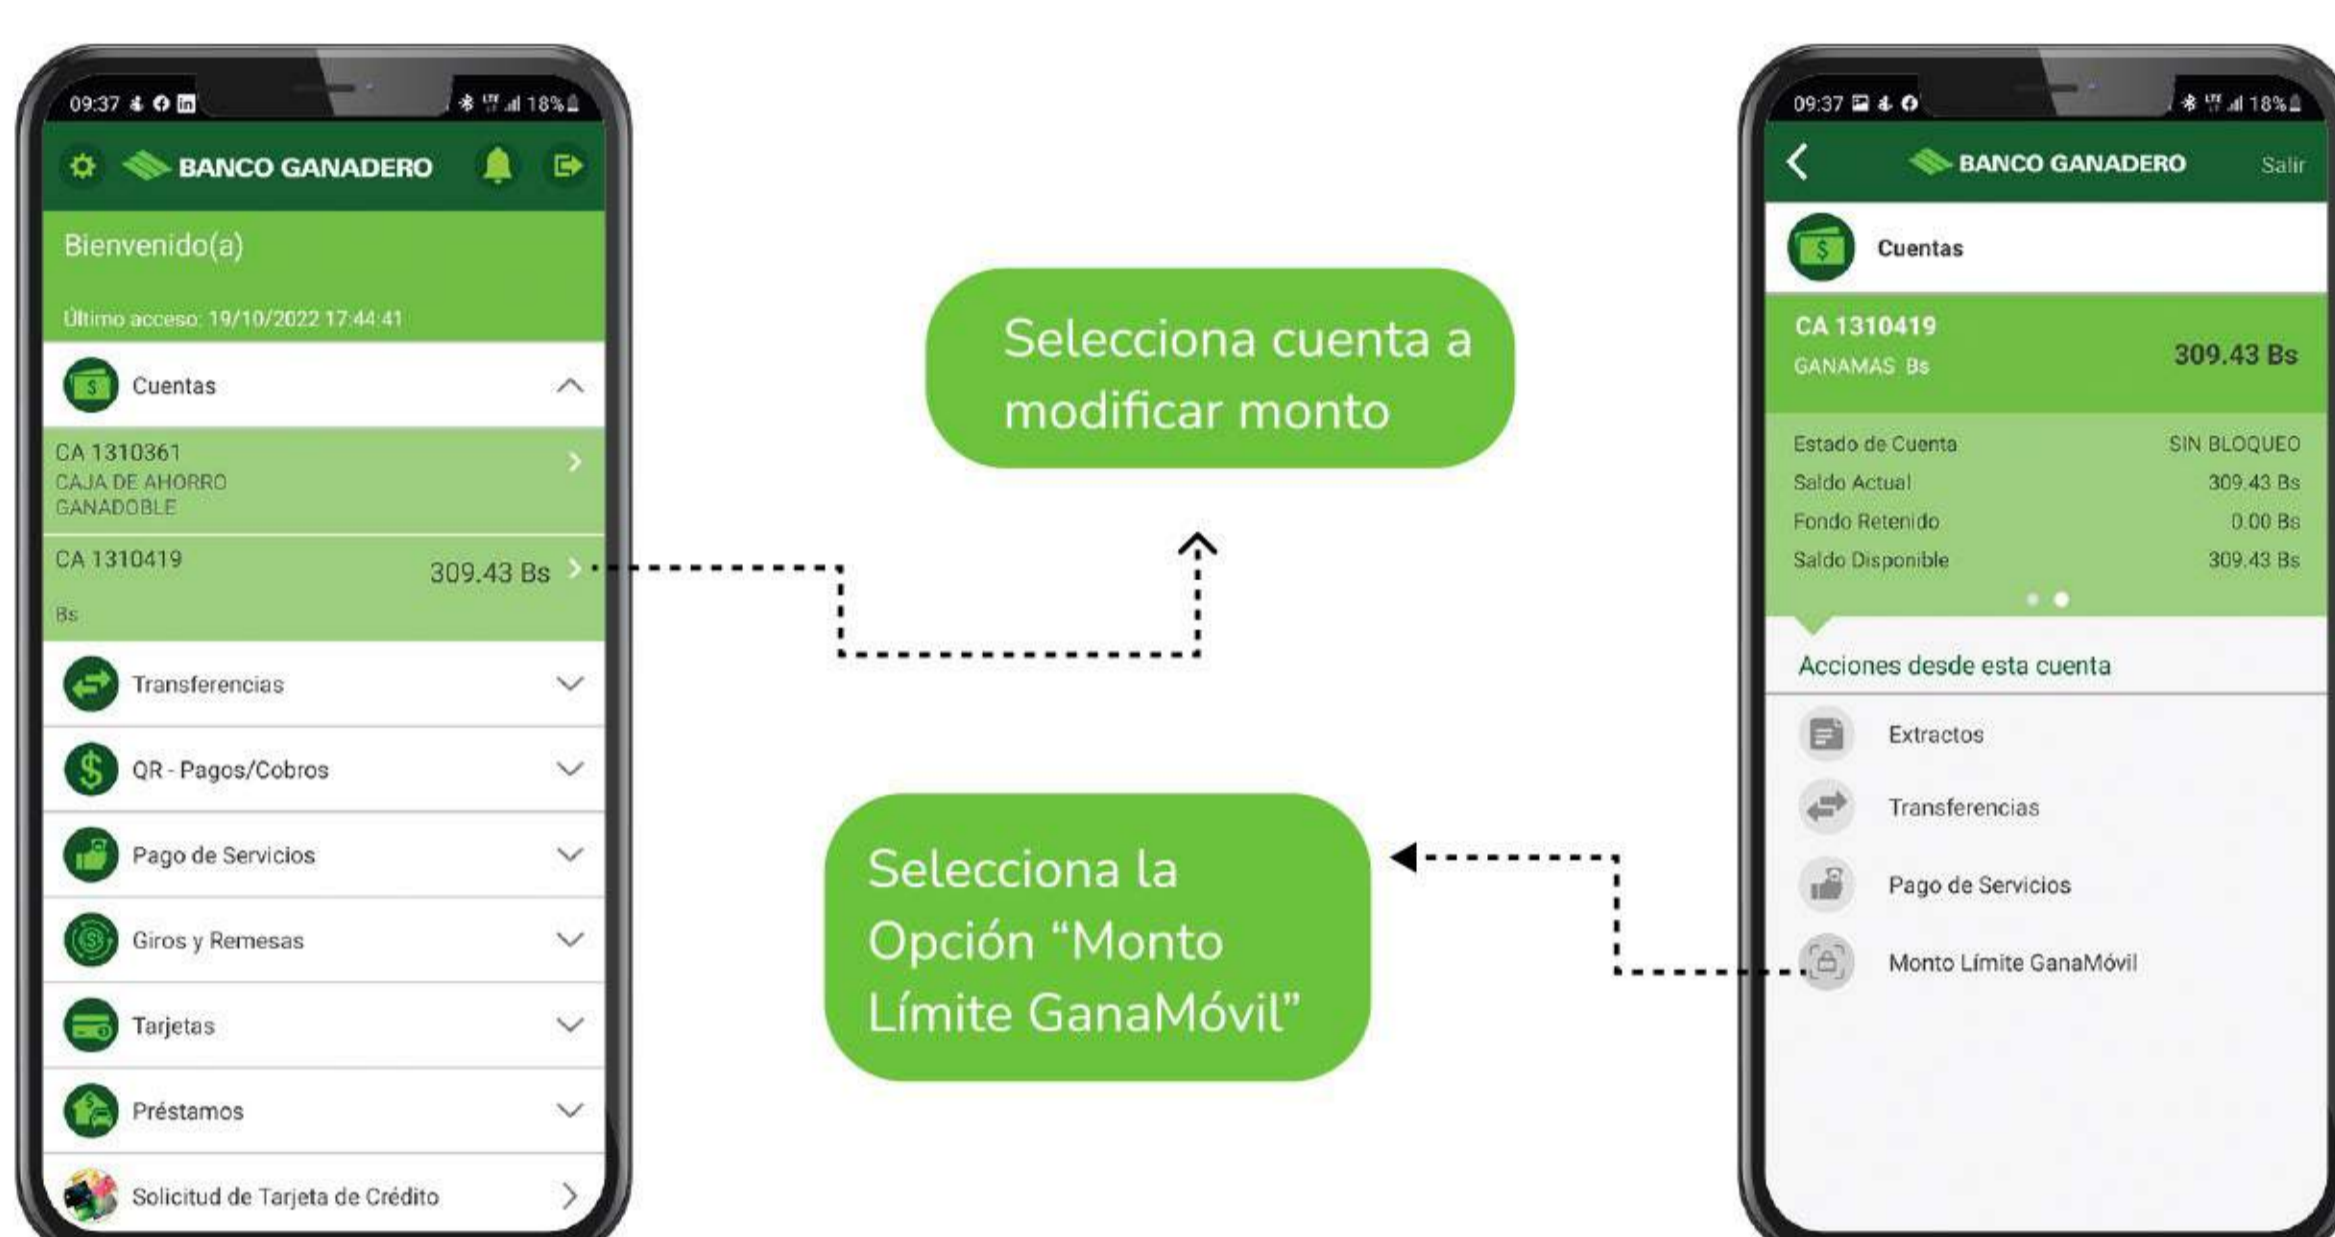 09:37
18%
BANCO GANADERO
Bienvenido(a)
Último acceso: 19/10/2022 17:44:41
Cuentas
CA 1310361
CAJA DE AHORRO
GANADOBLE
CA 1310419
309.43 Bs
Bs
Transferencias
QR - Pagos/Cobros
Pago de Servicios
Giros y Remesas
Tarjetas
Préstamos
Solicitud de Tarjeta de Crédito
Selecciona cuenta a
modificar monto
Selecciona la
Opción “Monto
Límite GanaMóvil”
09:37
LTE
18%
BANCO GANADERO
Salir
Cuentas
CA 1310419
GANAMAS Bs
309.43 Bs
Estado de Cuenta SIN BLOQUEO
Saldo Actual 309.43 Bs
Fondo Retenido 0.00 Bs
Saldo Disponible 309.43 Bs
Acciones desde esta cuenta
Extractos
Transferencias
Pago de Servicios
Monto Límite GanaMóvil